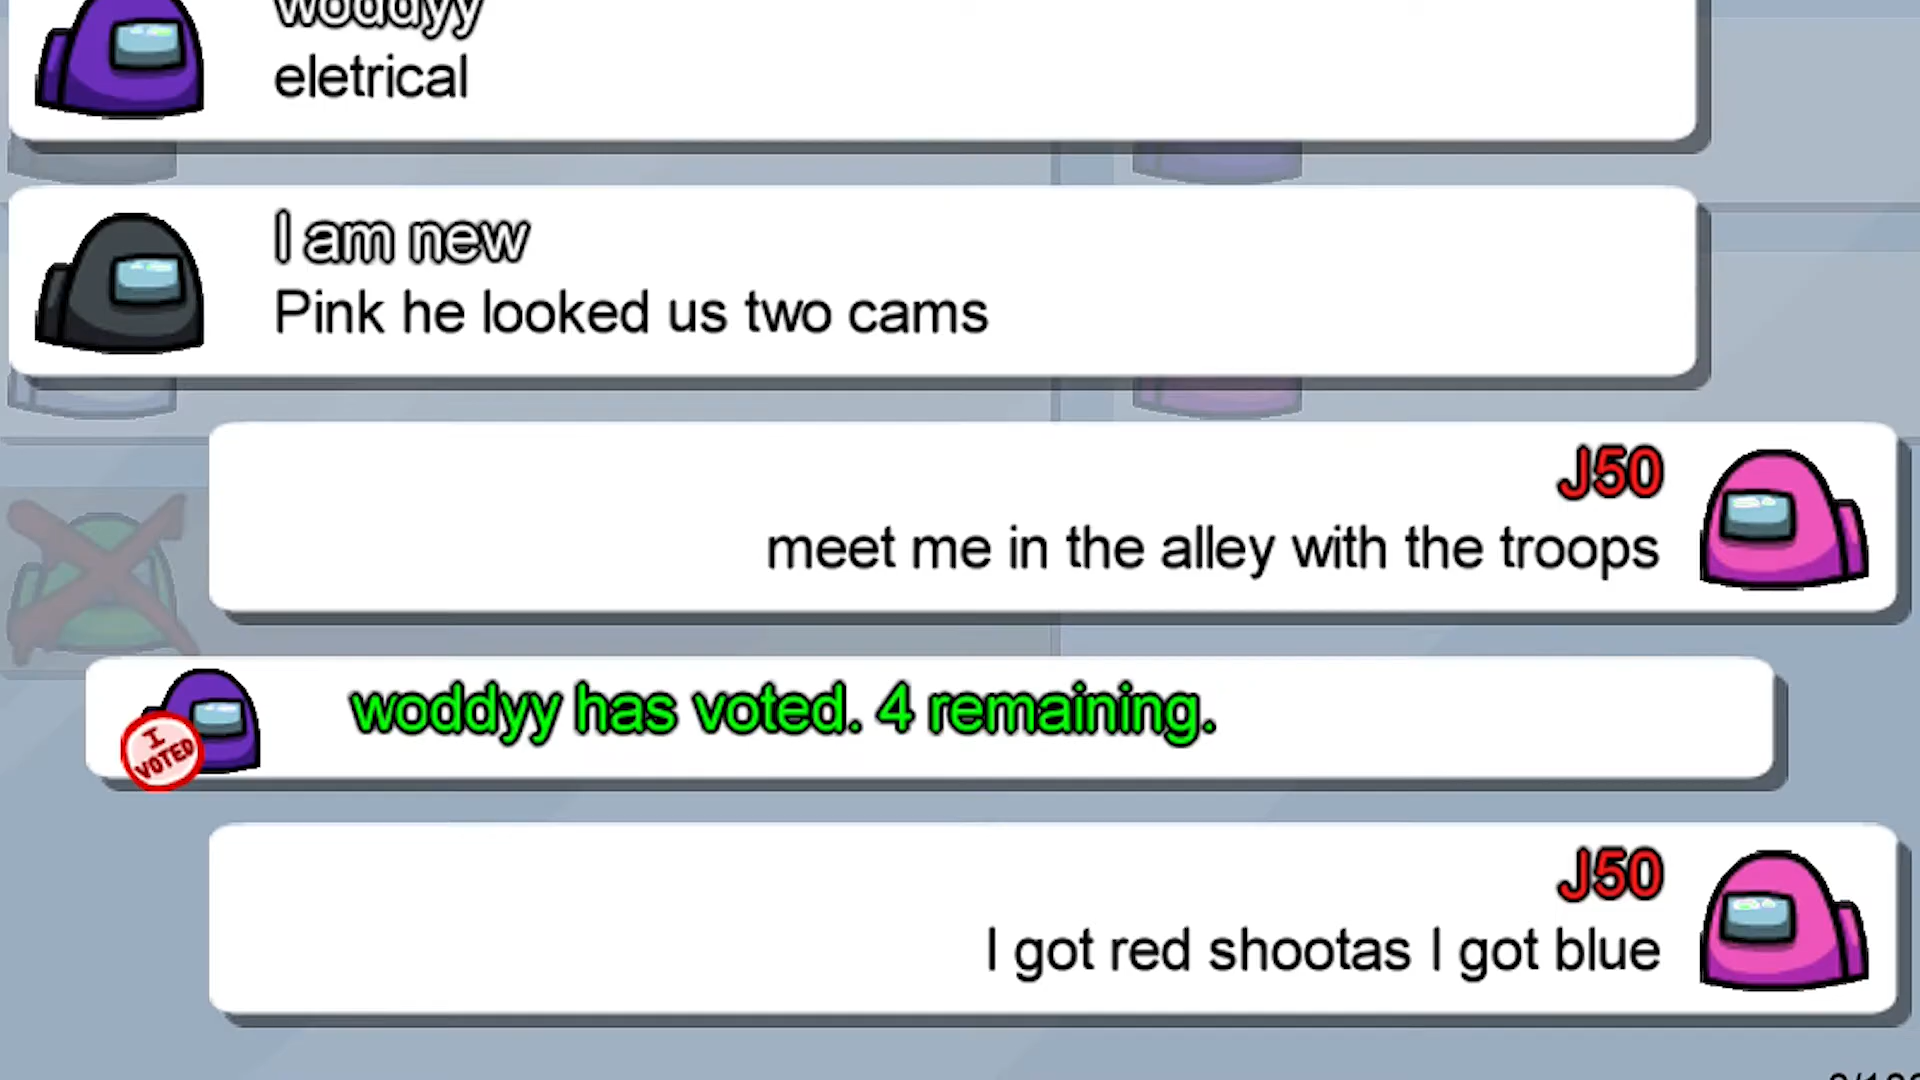 woddyy
eletrical
I am new
Pink he looked us two cams
J50
meet me in the alley with the troops
woddyy has voted. 4 remaining.
I VOTED
J50
I got red shootas I got blue